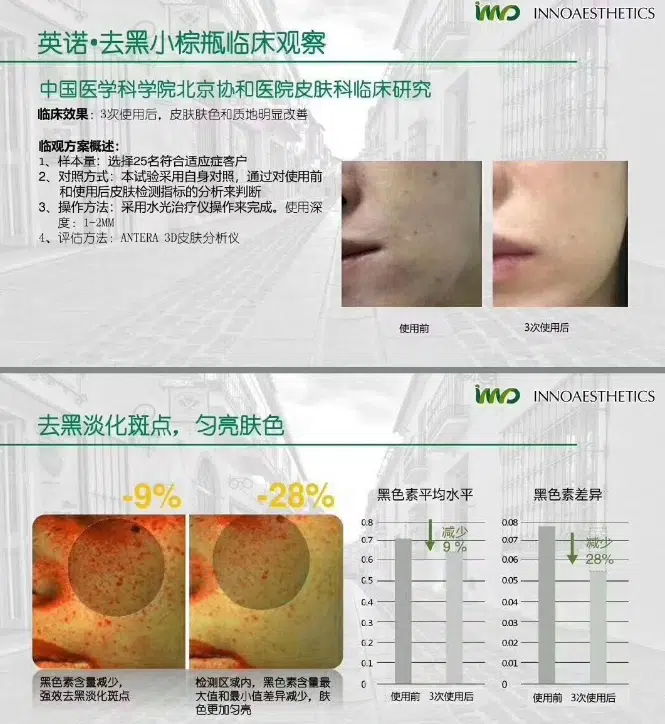 INNO INNOAESTHETICS
英诺•去黑小棕瓶临床观察
中国医学科学院北京协和医院皮肤科临床研究
临床效果：3次使用后，皮肤肤色和质地明显改善
临观方案概述：
1、样本量：选择25名符合适应症客户
2、对照方式：本试验采用自身对照，通过对使用前
和使用后皮肤检测指标的分析来判断
3、操作方法：采用水光治疗仪操作来完成。使用深
度：1-2MM
4、评估方法：ANTERA 3D皮肤分析仪
使用前
3次使用后
INNO INNOAESTHETICS
去黑淡化斑点，匀亮肤色
-9%
-28%
黑色素含量减少，
强效去黑淡化斑点
检测区域内，黑色素含量最
大值和最小值差异减少，肤
色更加匀亮
黑色素平均水平
0.8
0.7
0.6
0.5
0.4
0.3
0.2
0.1
0
减少
9 %
使用前 3次使用后
黑色素差异
0.08
0.07
0.06
0.05
0.04
0.03
0.02
0.01
0
减少
28%
使用前 3次使用后